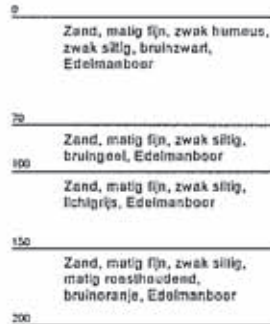 0
Zand, matig fijn, zwak humeus,
zwak siltig, bruinzwart,
Edelmanboor
70
Zand, matig fijn, zwak siltig,
bruingeel, Edelmanboor
100
Zand, matig fijn, zwak siltig,
lichtgrijs, Edelmanboor
150
Zand, matig fijn, zwak siltig,
matig roesthoudend,
bruinoranje, Edelmanboor
200